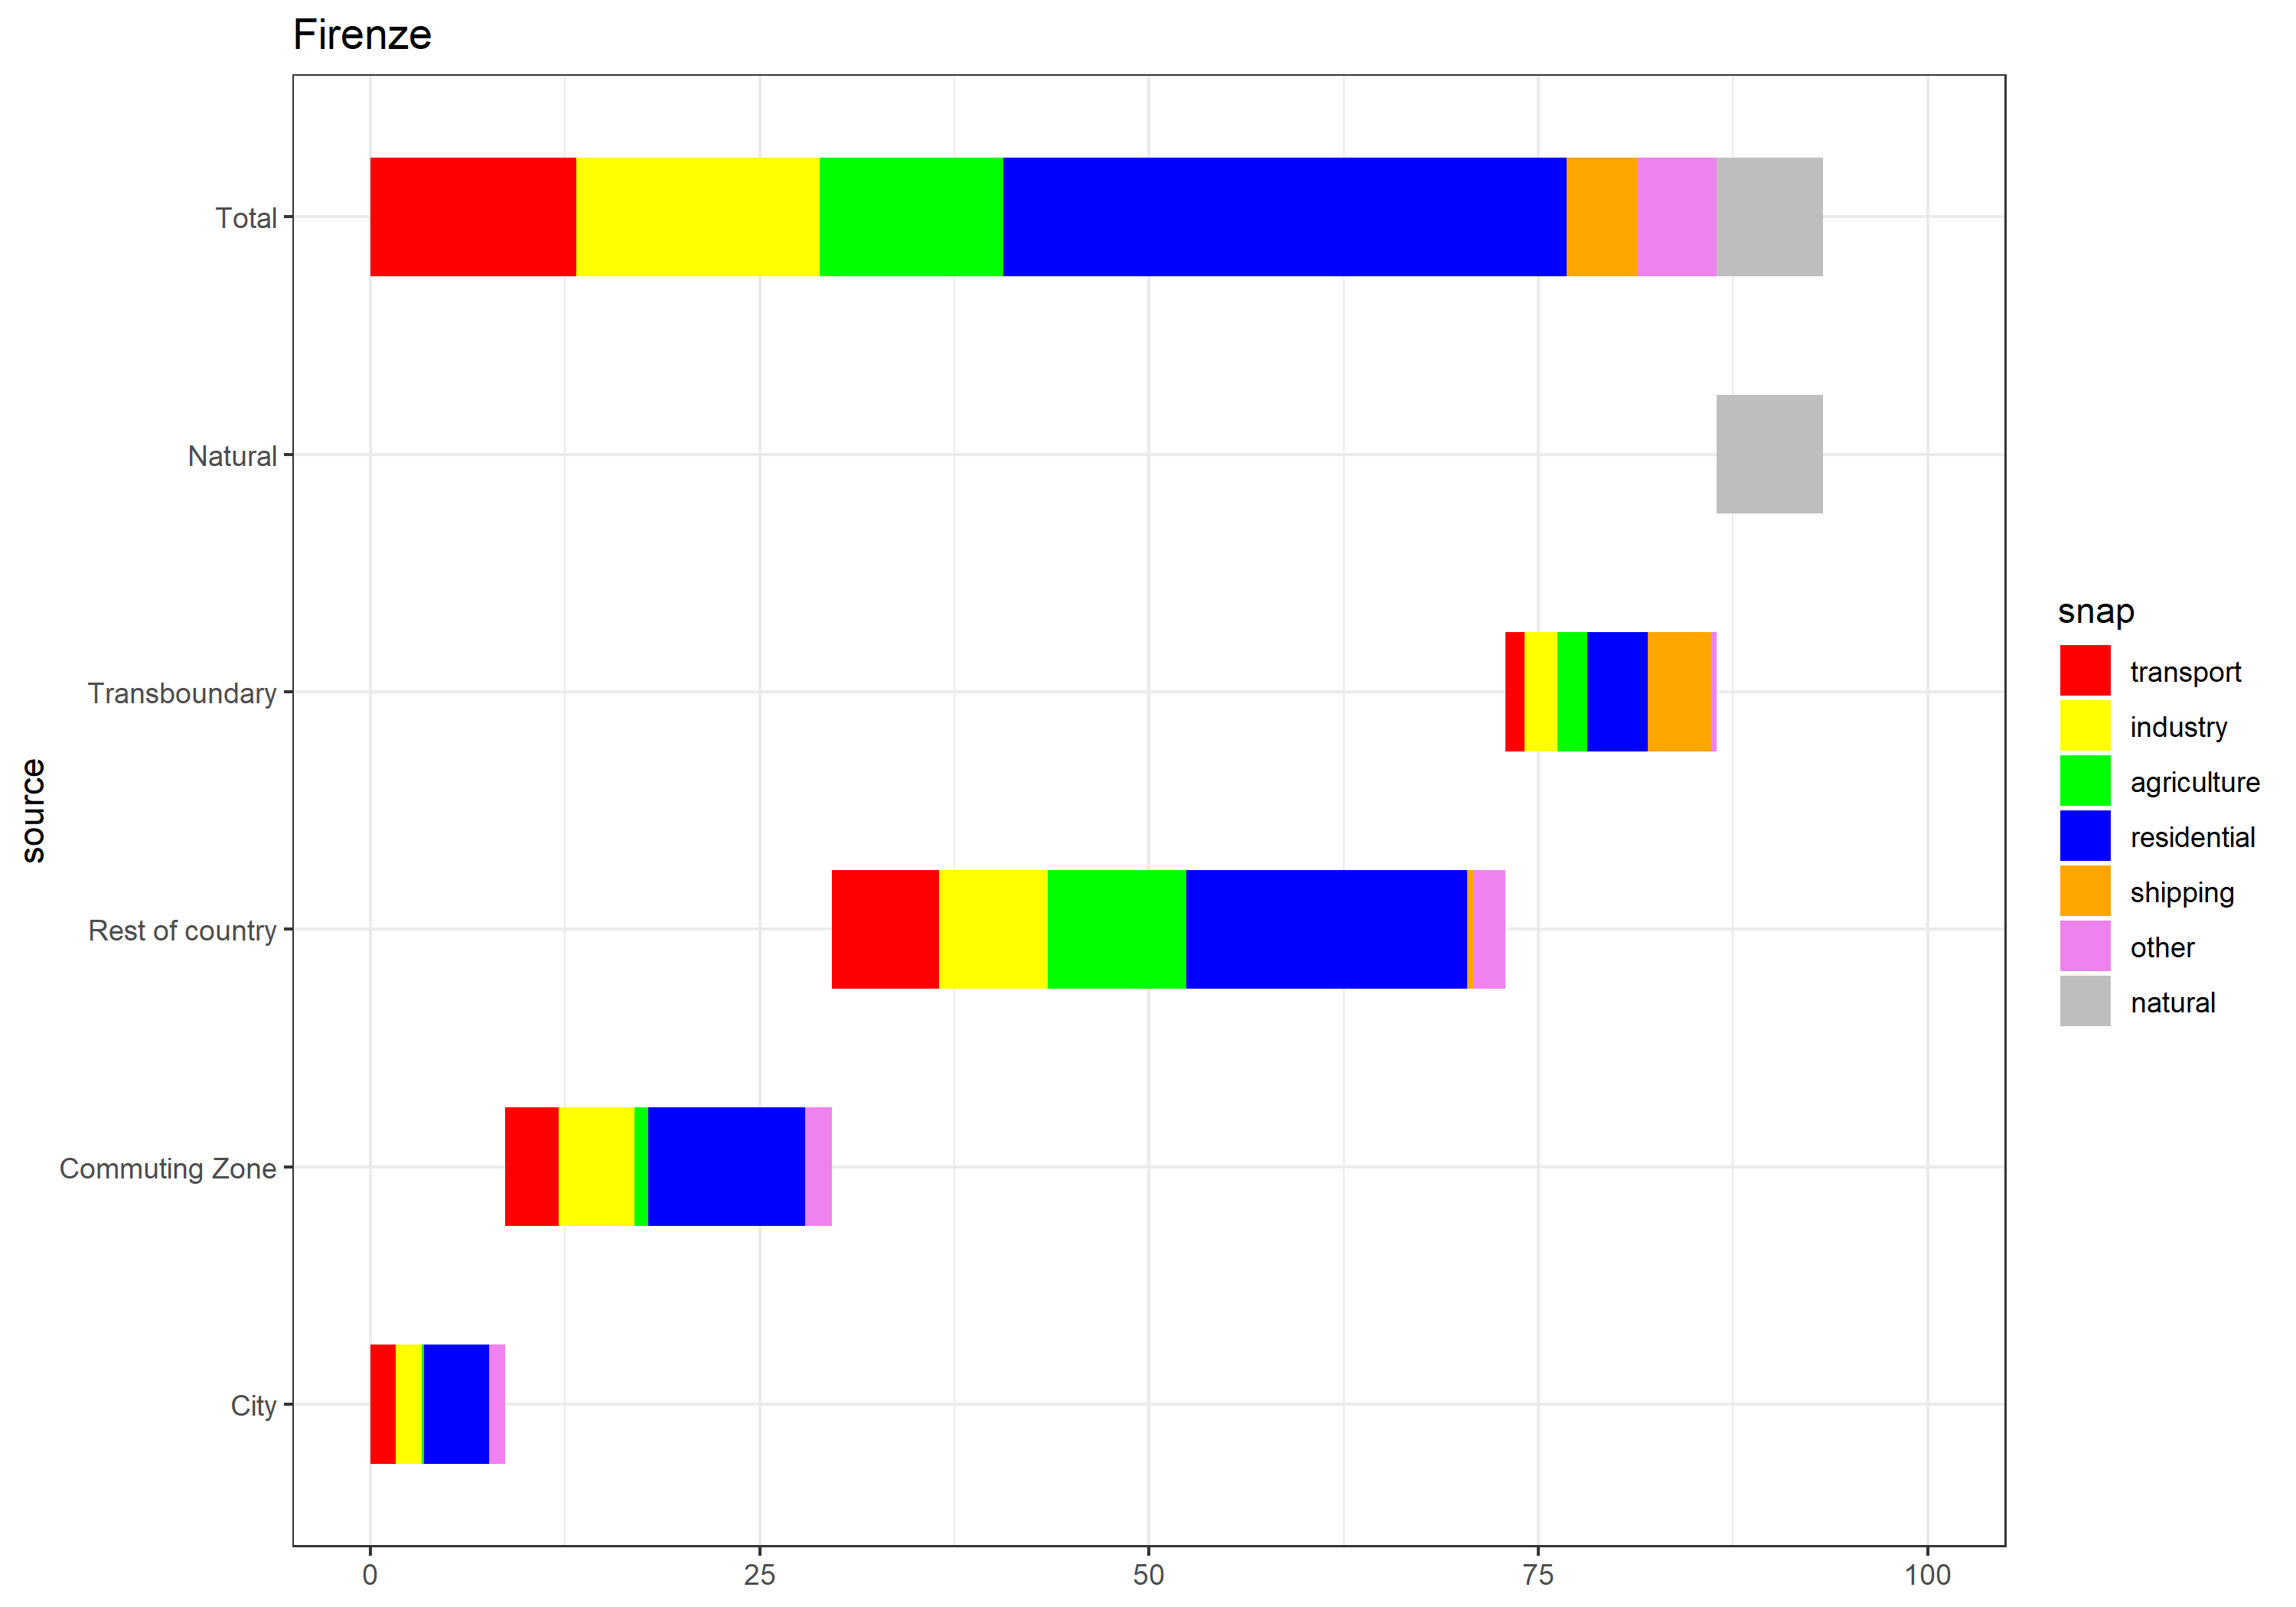 Firenze
source
Total
Natural
Transboundary
Rest of country
Commuting Zone
City
0 25 50 75 100
snap
transport
industry
agriculture
residential
shipping
other
natural